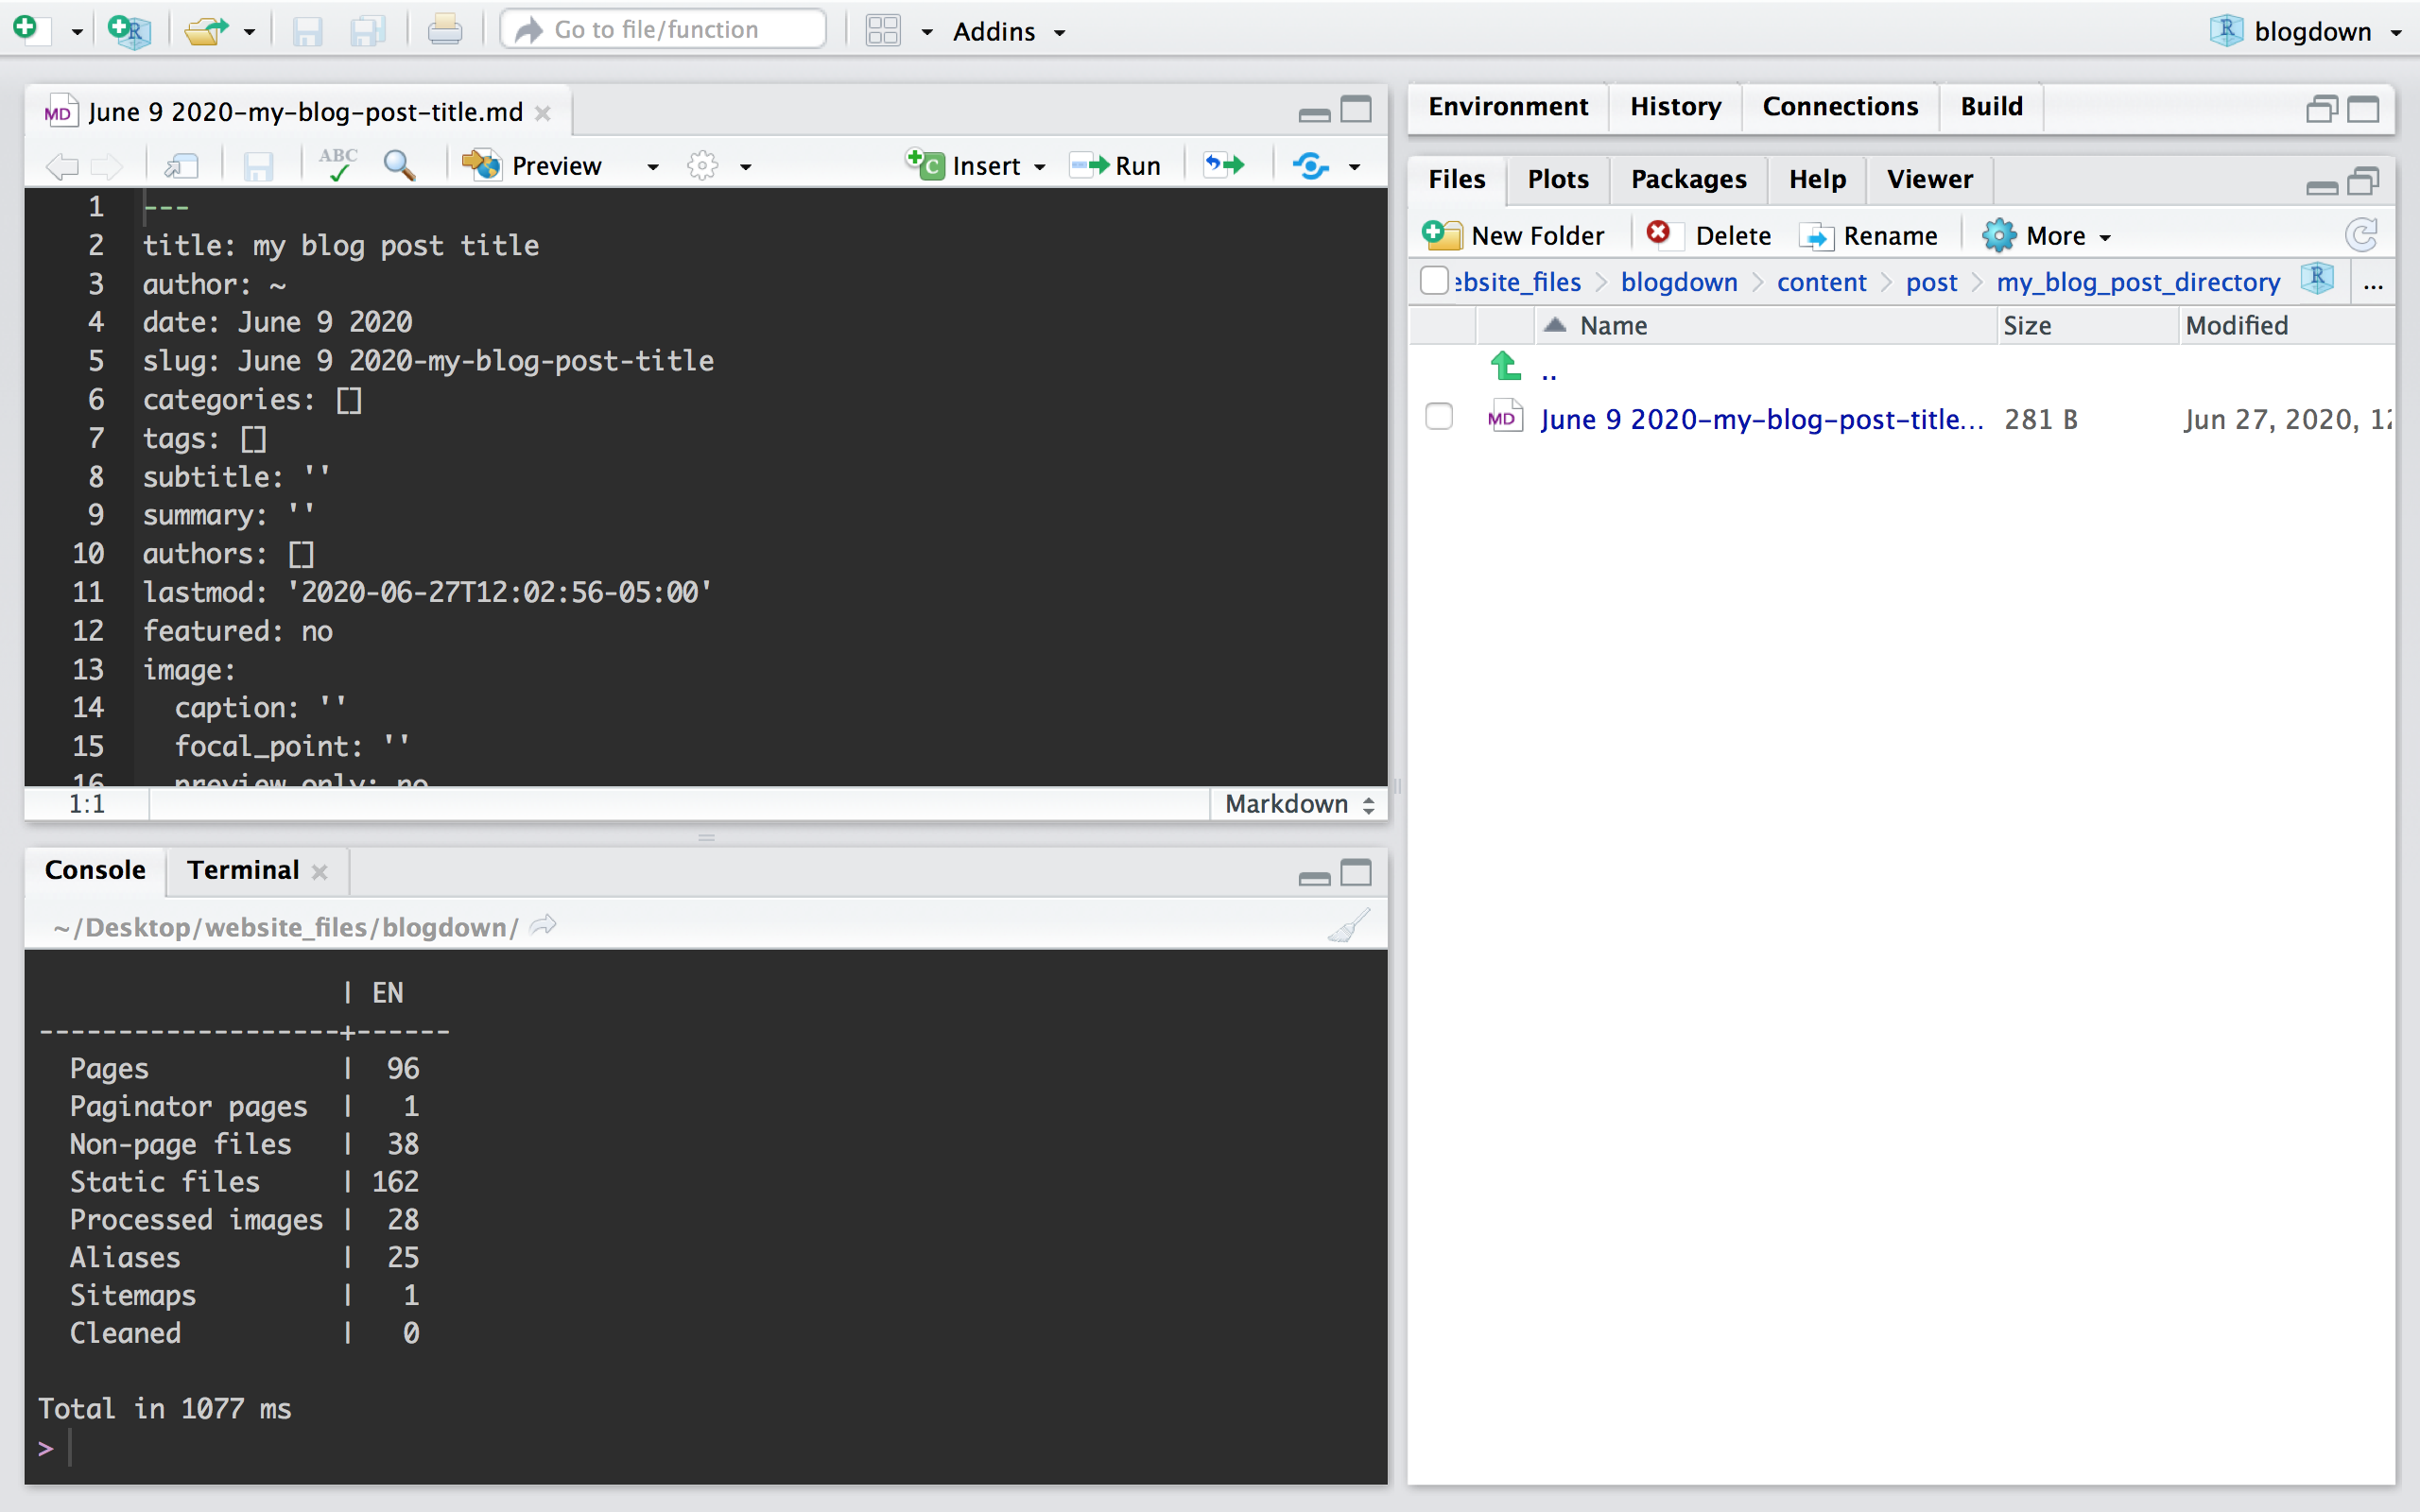 Go to file/function
Addins
blogdown
MD June 9 2020-my-blog-post-title.md
ABC
Preview
Insert
Run
1 ---
2 title: my blog post title
3 author: ~
4 date: June 9 2020
5 slug: June 9 2020-my-blog-post-title
6 categories: []
7 tags: []
8 subtitle: ''
9 summary: ''
10 authors: []
11 lastmod: '2020-06-27T12:02:56-05:00'
12 featured: no
13 image:
14 caption: ''
15 focal_point: ''
16 preview_only: no
1:1
Markdown
Console Terminal
~/Desktop/website_files/blogdown/
| EN
-------------------+------
Pages | 96
Paginator pages | 1
Non-page files | 38
Static files | 162
Processed images | 28
Aliases | 25
Sitemaps | 1
Cleaned | 0
Total in 1077 ms
>
Environment History Connections Build
Files Plots Packages Help Viewer
New Folder Delete Rename More
ebsite_files > blogdown > content > post > my_blog_post_directory R ...
Name Size Modified
..
MD June 9 2020-my-blog-post-title... 281 B Jun 27, 2020, 12